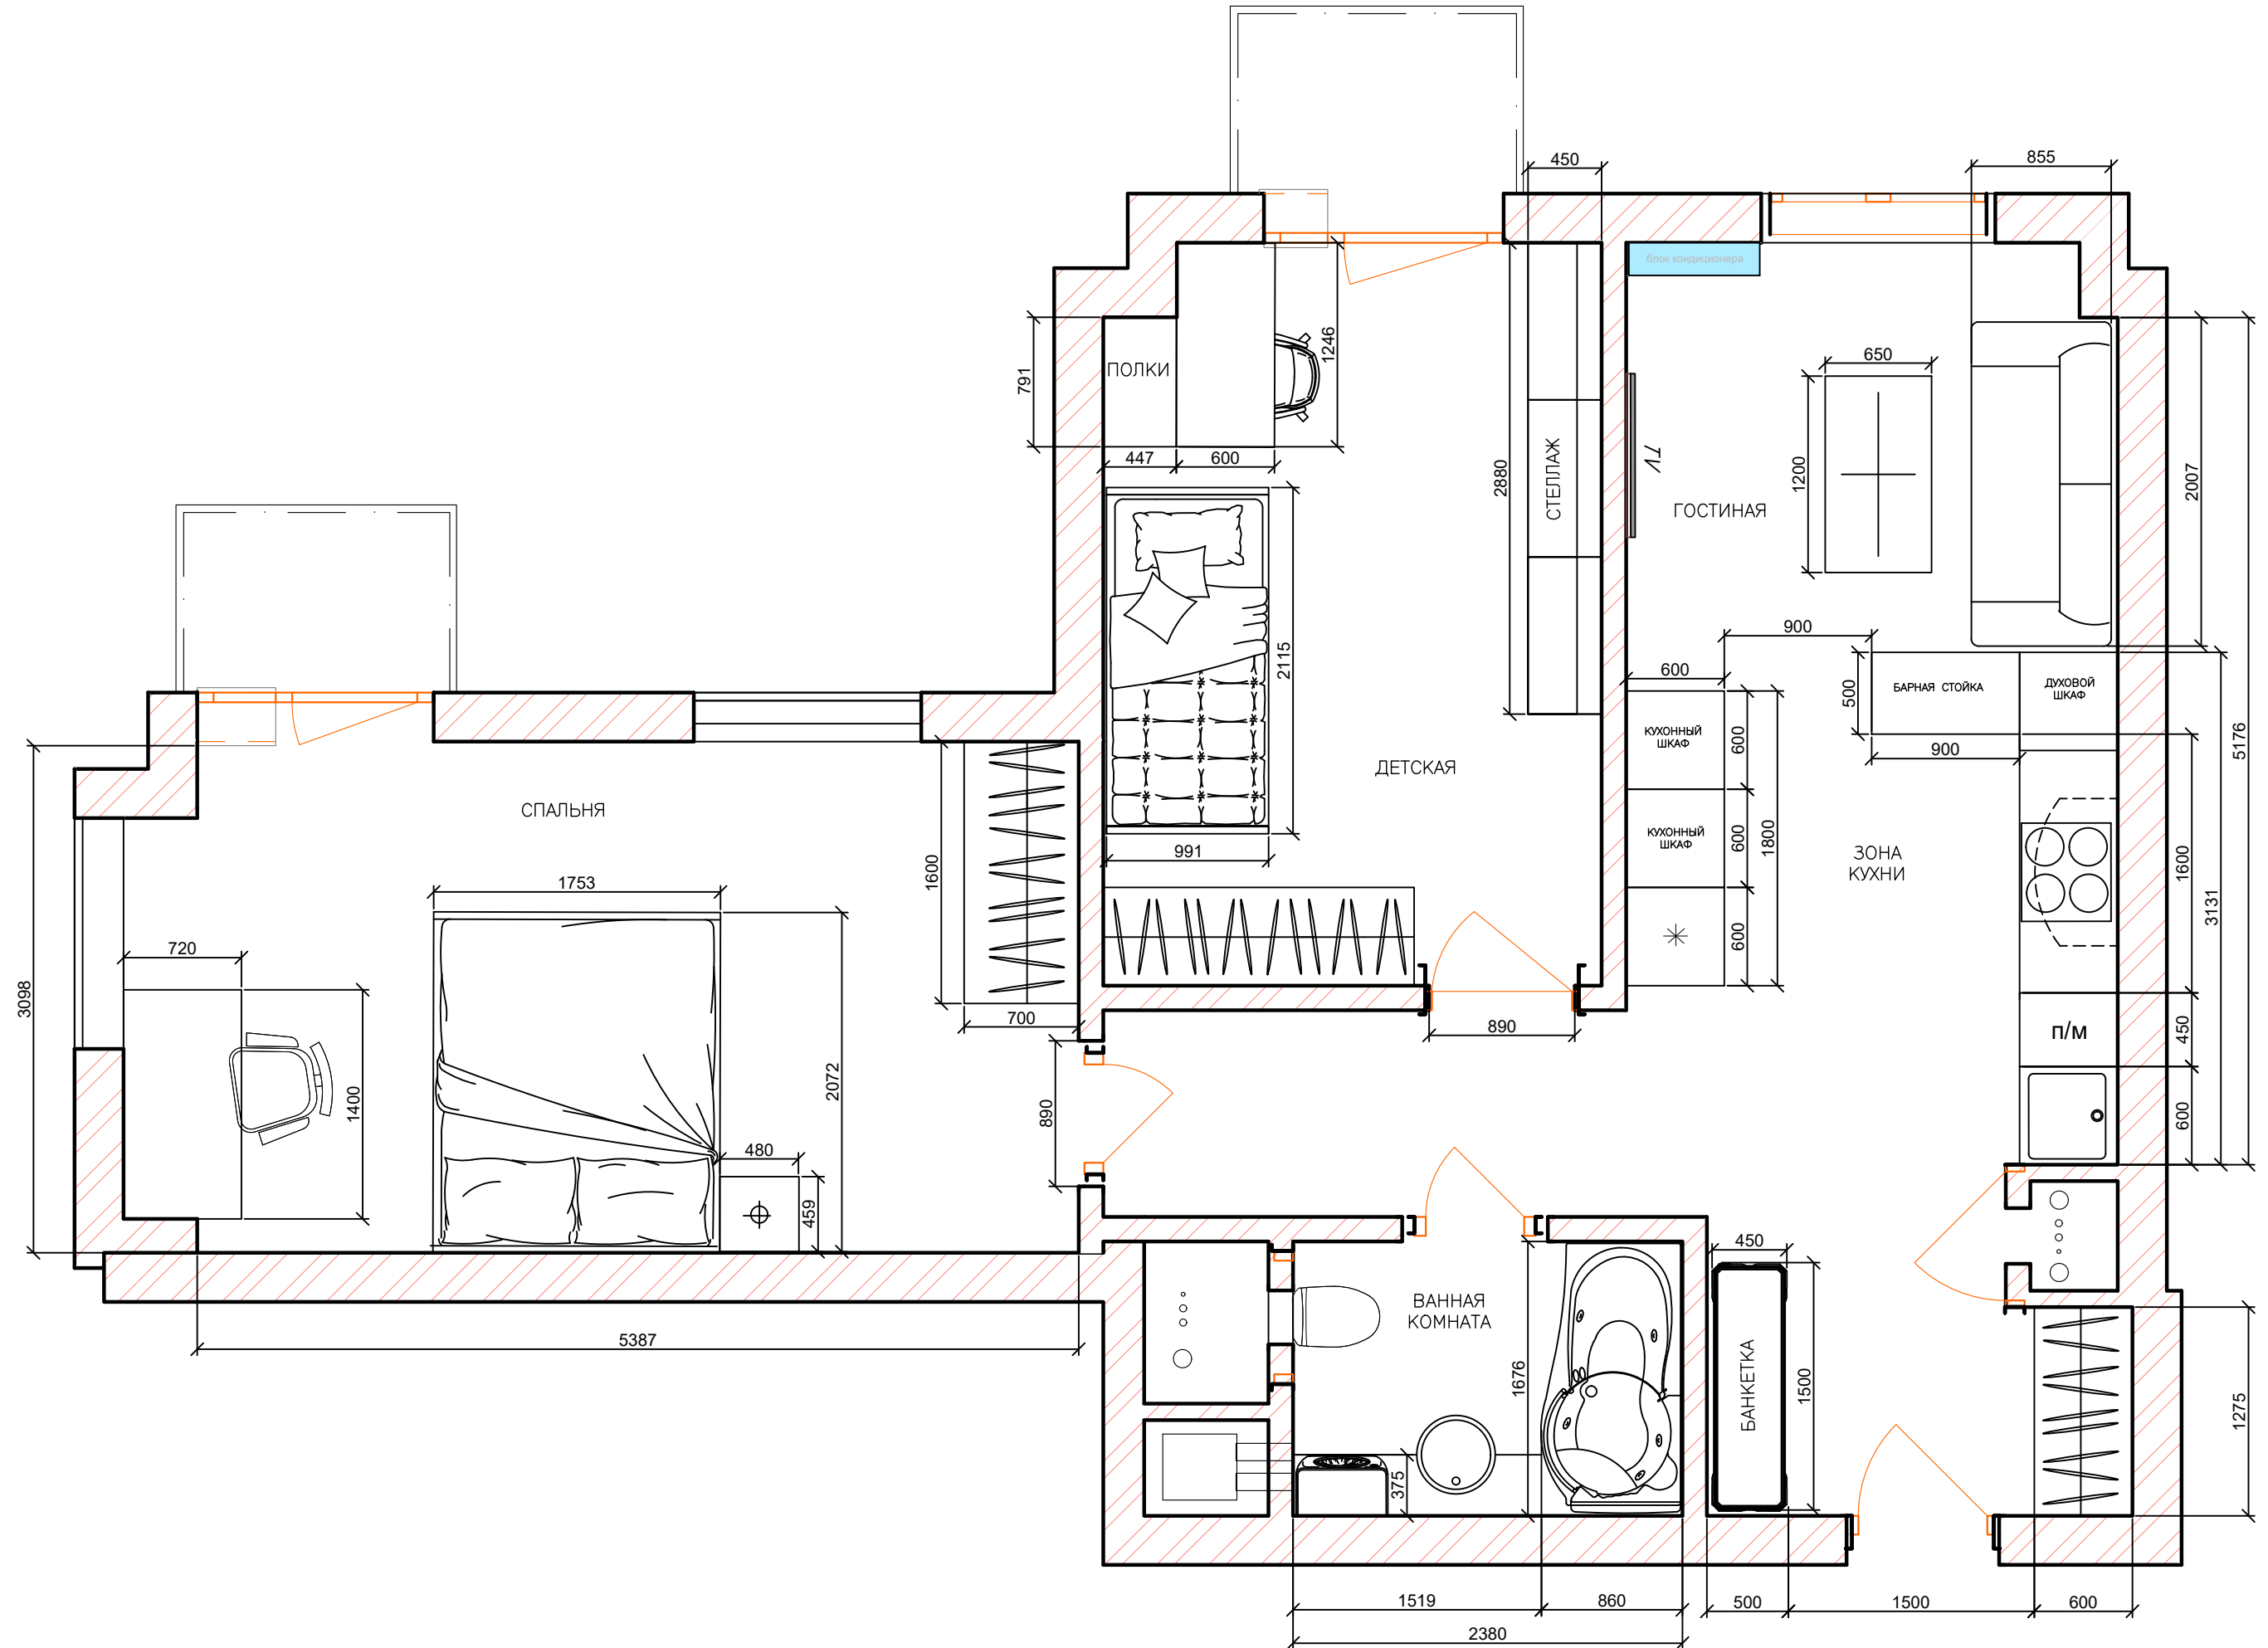 450
855
блок кондиционера
1246
791
ПОЛКИ
650
447
600
2880
СТЕЛЛАЖ
TV
1200
ГОСТИНАЯ
2007
2115
900
600
500
БАРНАЯ СТОЙКА
ДУХОВОЙ
ШКАФ
900
5176
КУХОННЫЙ
ШКАФ
600
ДЕТСКАЯ
СПАЛЬНЯ
КУХОННЫЙ
ШКАФ
600
1800
ЗОНА
КУХНИ
1600
3131
991
1600
1753
720
600
3098
700
890
п/м
450
1400
2072
890
600
480
459
450
ВАННАЯ
КОМНАТА
5387
1676
БАНКЕТКА
1500
1275
375
1519
860
500
1500
600
2380